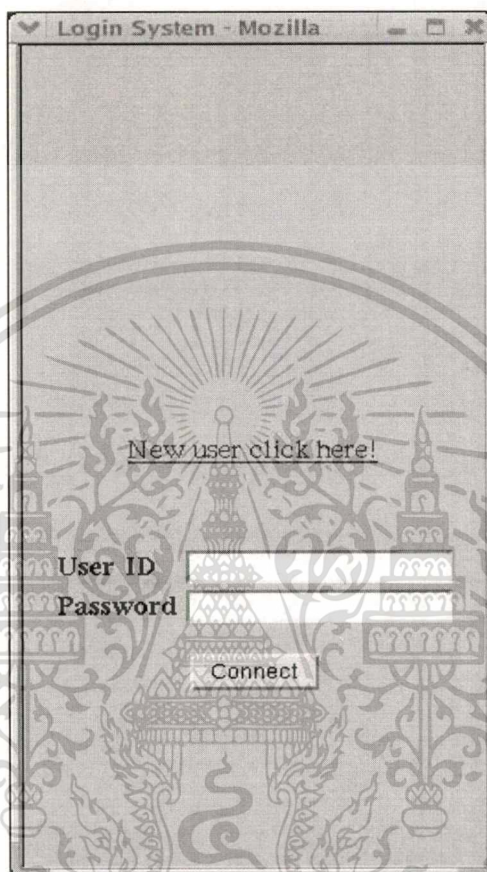 Login System - Mozilla
New user click here!
User ID
Password
Connect